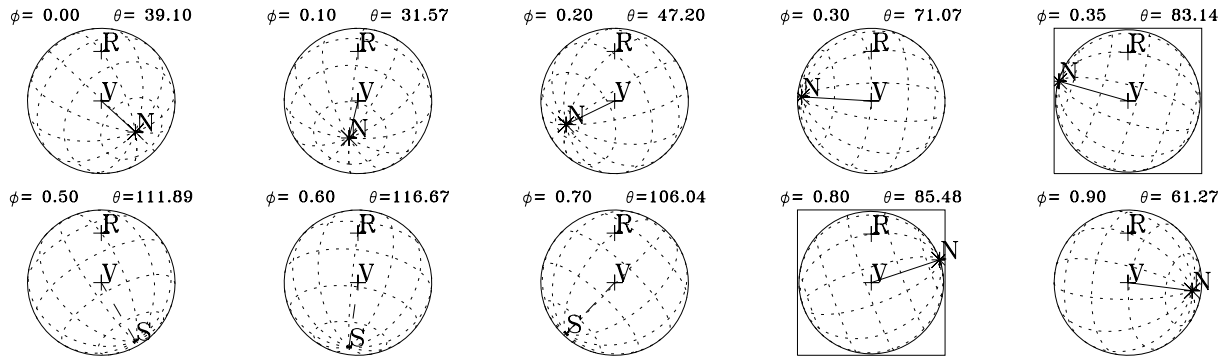 ϕ= 0.00 θ= 39.10
R
V
N
ϕ= 0.10 θ= 31.57
R
V
N
ϕ= 0.20 θ= 47.20
R
V
N
ϕ= 0.30 θ= 71.07
R
V
N
ϕ= 0.35 θ= 83.14
R
V
N
ϕ= 0.50 θ=111.89
R
V
S
ϕ= 0.60 θ=116.67
R
V
S
ϕ= 0.70 θ=106.04
R
V
S
ϕ= 0.80 θ= 85.48
R
V
N
ϕ= 0.90 θ= 61.27
R
V
N